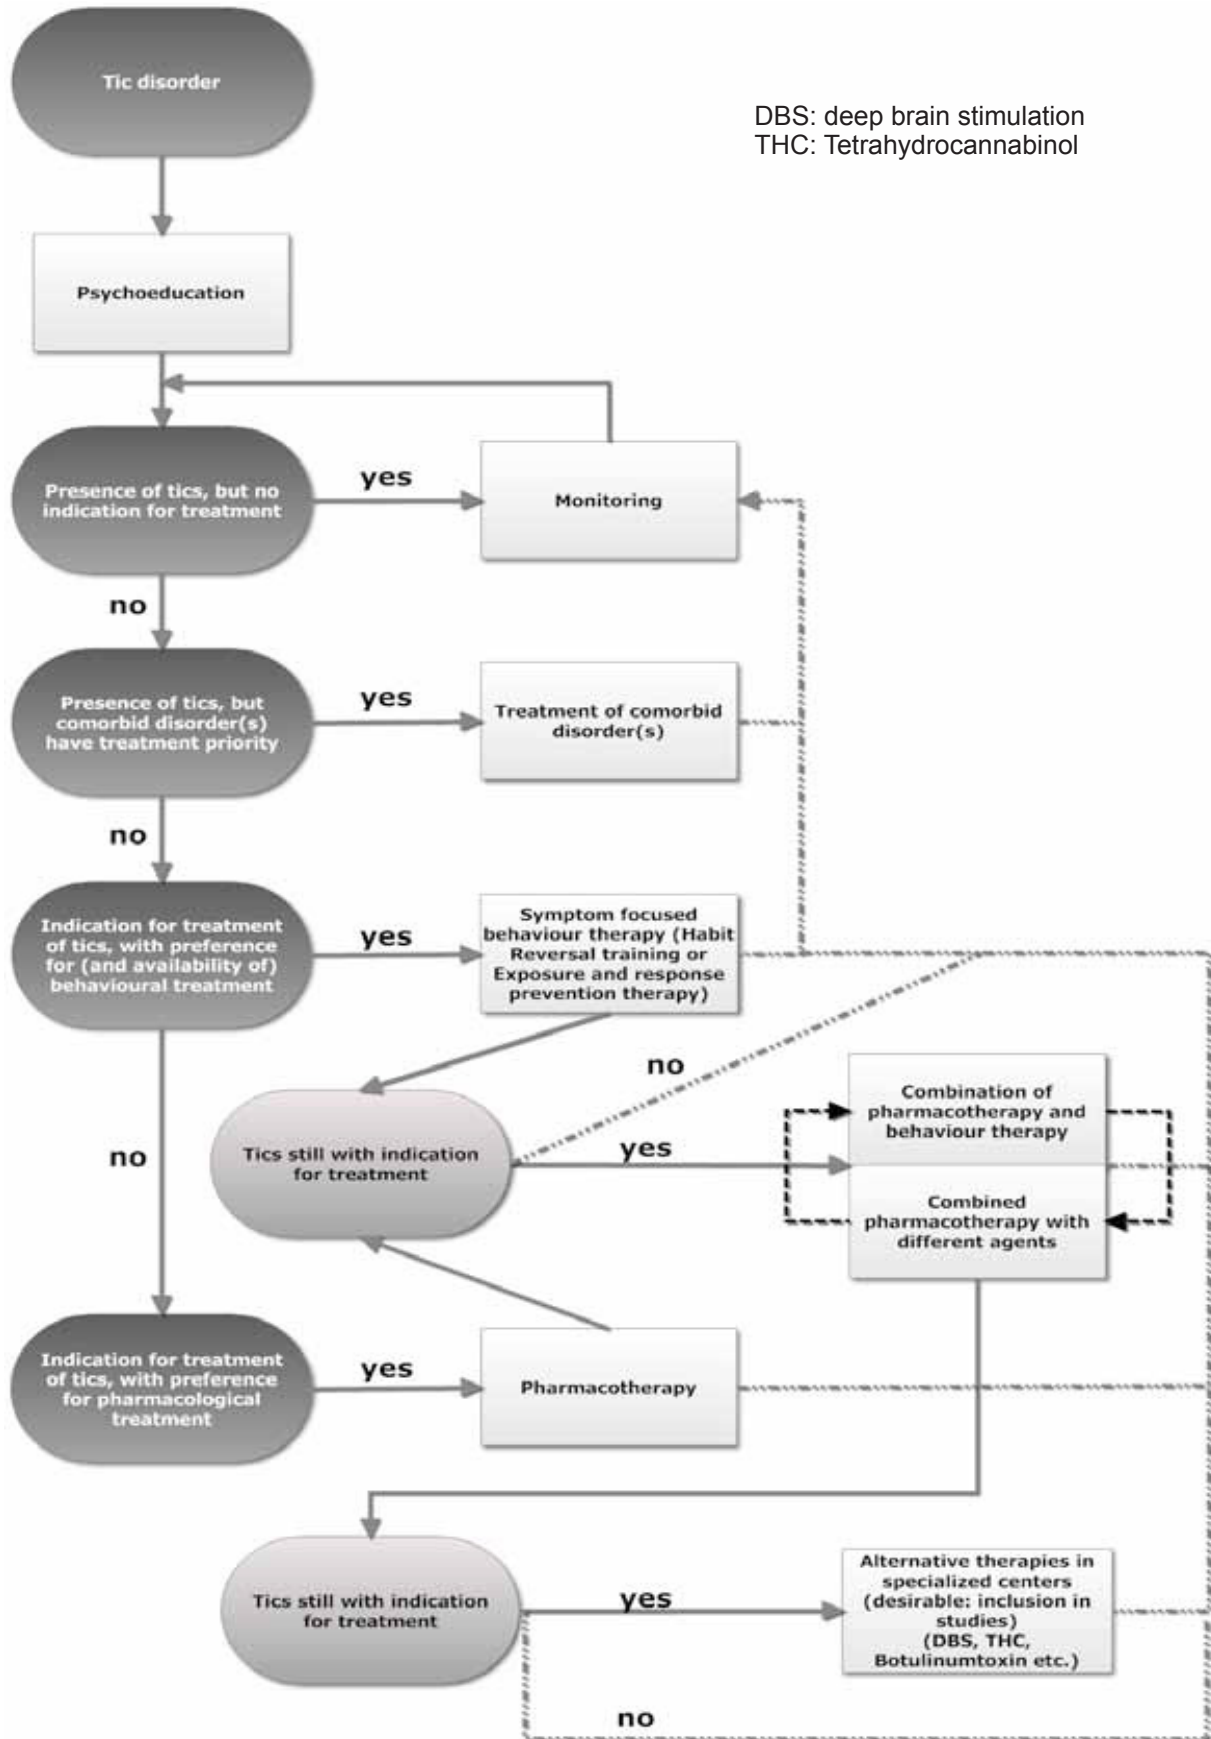 Tic disorder
DBS: deep brain stimulation
THC: Tetrahydrocannabinol
Psychoeducation
Presence of tics, but no
indication for treatment
yes
Monitoring
no
Presence of tics, but
comorbid disorder(s)
have treatment priority
yes
Treatment of comorbid
disorder(s)
no
Indication for treatment
of tics, with preference
for (and availability of)
behavioural treatment
yes
Symptom focused
behaviour therapy (Habit
Reversal training or
Exposure and response
prevention therapy)
no
Tics still with indication
for treatment
no
yes
Combination of
pharmacotherapy and
behaviour therapy
Combined
pharmacotherapy with
different agents
Indication for treatment
of tics, with preference
for pharmacological
treatment
yes
Pharmacotherapy
Tics still with indication
for treatment
yes
Alternative therapies in
specialized centers
(desirable: inclusion in
studies)
(DBS, THC,
Botulinumtoxin etc.)
no